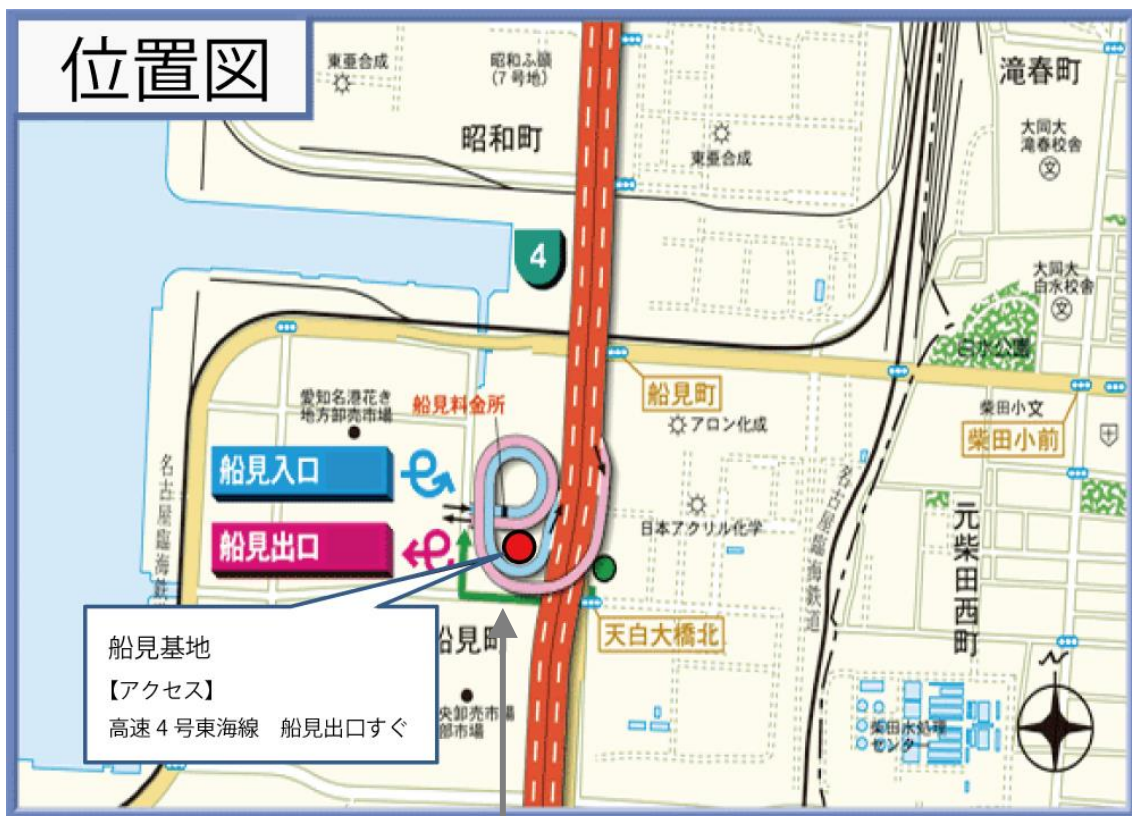 位置図
東亜合成
昭和ふ頭
(7号地)
滝春町
昭和町
東亜合成
大同大
滝春校舎
文
4
大同大
白水校舎
文
白水公園
船見町
愛知名港花き
地方卸売市場
船見料金所
アロン化成
柴田小文
柴田小前
船見入口
名古屋臨海鉄
船見出口
日本アクリル化学
名古屋臨海鉄道
元柴田西町
天白大橋北
船見町
船見基地
【アクセス】
高速4号東海線 船見出口すぐ
央卸売市場
部市場
柴田水処理
センター